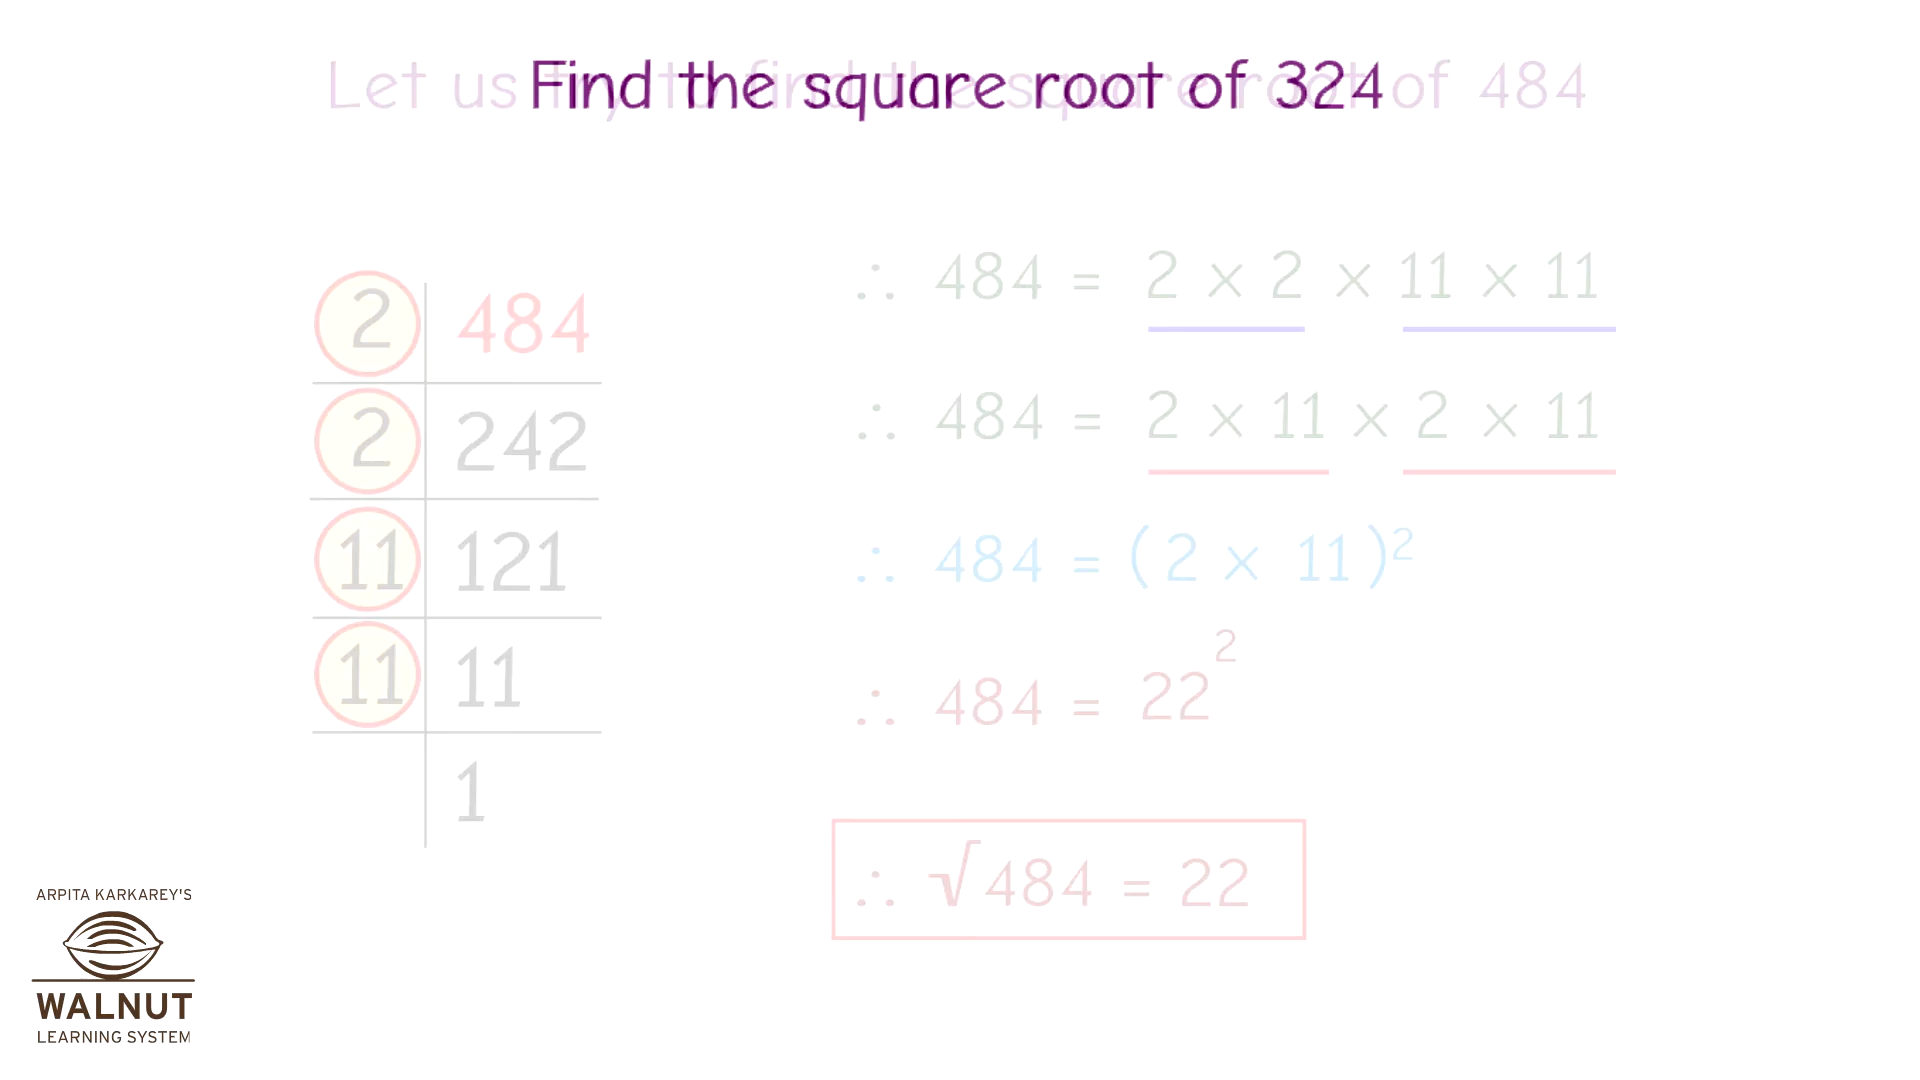 Find the square root of 324
Let us try to find the square root of 484
2 484
2 242
11 121
11 11
1
∴ 484 = 2 × 2 × 11 × 11
∴ 484 = 2 × 11 × 2 × 11
∴ 484 = ( 2 × 11 )²
∴ 484 = 22²
∴ √484 = 22
ARPITA KARKAREY'S
WALNUT
LEARNING SYSTEM